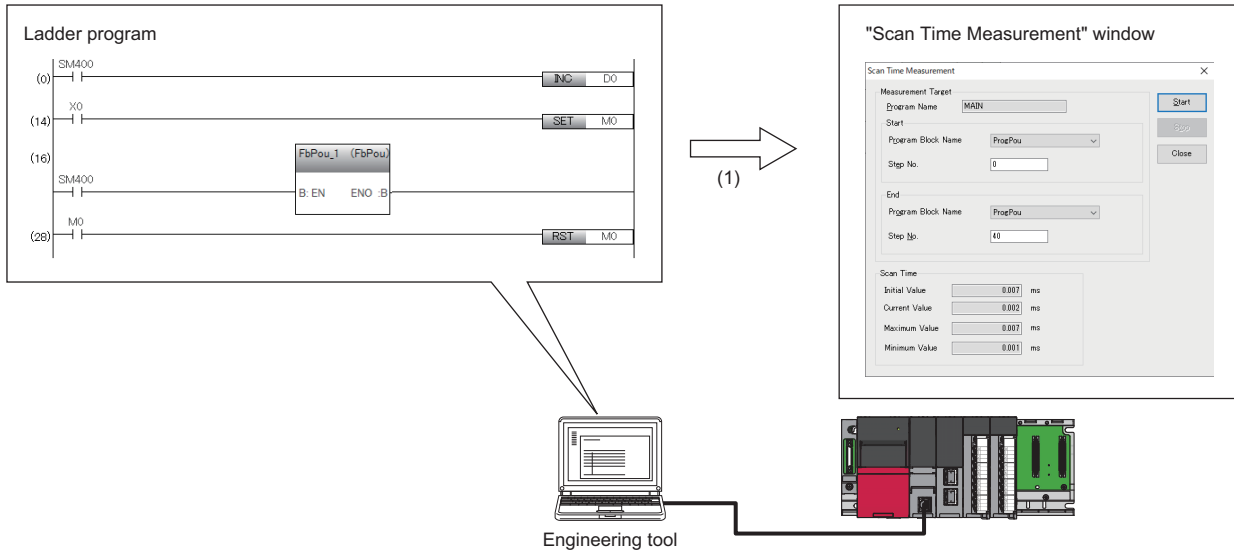 Ladder program
SM400
(0) INC D0
X0
(14) SET M0
(16) FbPou_1 (FbPou)
SM400
B: EN ENO :B
M0
(28) RST M0
(1)
"Scan Time Measurement" window
Scan Time Measurement
Measurement Target
Program Name MAIN
Start
Program Block Name ProgPou
Step No. 0
End
Program Block Name ProgPou
Step No. 40
Scan Time
Initial Value 0.007 ms
Current Value 0.002 ms
Maximum Value 0.007 ms
Minimum Value 0.001 ms
Start
Stop
Close
Engineering tool